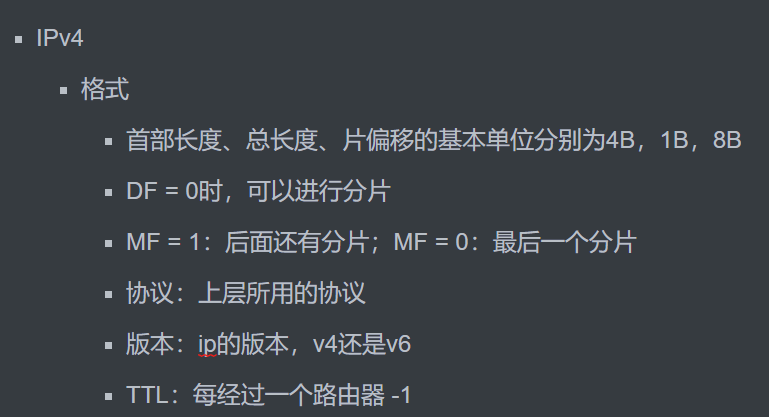 IPv4
格式
首部长度、总长度、片偏移的基本单位分别为4B，1B，8B
DF = 0时，可以进行分片
MF = 1：后面还有分片；MF = 0：最后一个分片
协议：上层所用的协议
版本：ip的版本，v4还是v6
TTL：每经过一个路由器 -1